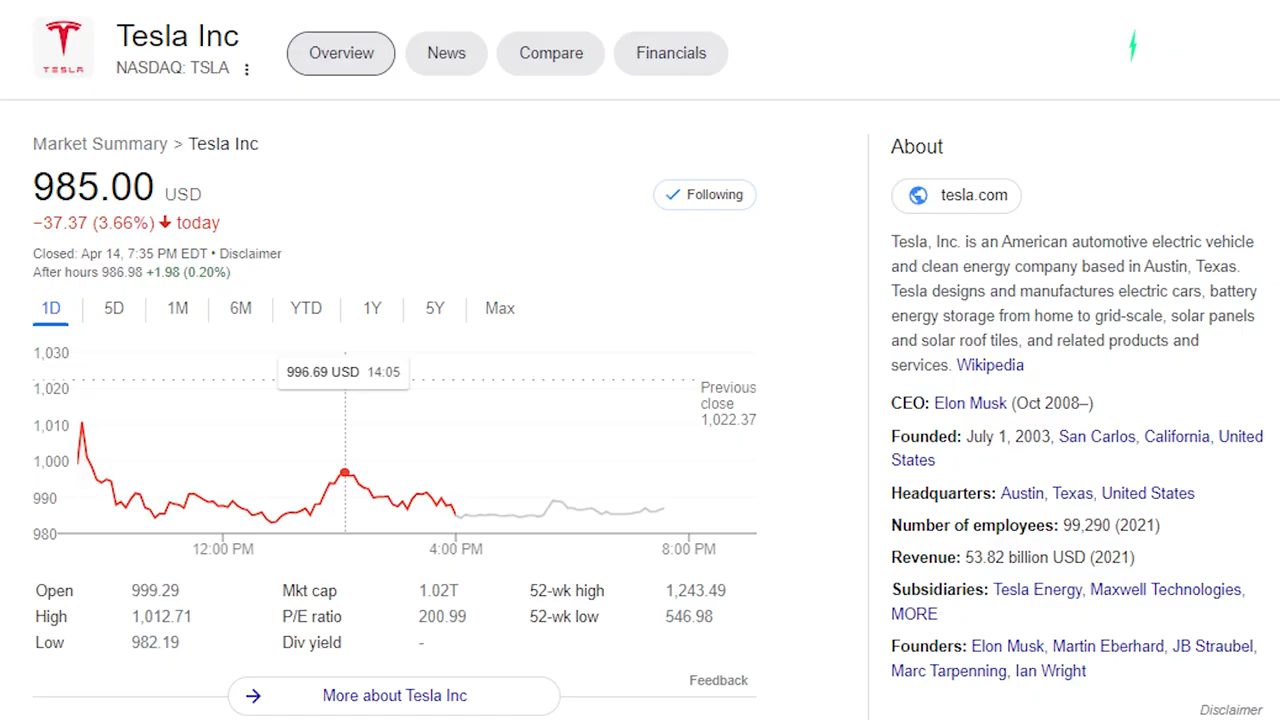 TESLA
Tesla Inc
NASDAQ: TSLA
Overview
News
Compare
Financials
Market Summary > Tesla Inc
985.00 USD
−37.37 (3.66%) today
Closed: Apr 14, 7:35 PM EDT • Disclaimer
After hours 986.98 +1.98 (0.20%)
Following
1D 5D 1M 6M YTD 1Y 5Y Max
1,030
1,020
1,010
1,000
990
980
996.69 USD 14:05
Previous
close
1,022.37
12:00 PM 4:00 PM 8:00 PM
Open 999.29 Mkt cap 1.02T 52-wk high 1,243.49
High 1,012.71 P/E ratio 200.99 52-wk low 546.98
Low 982.19 Div yield -
Feedback
More about Tesla Inc
About
tesla.com
Tesla, Inc. is an American automotive electric vehicle
and clean energy company based in Austin, Texas.
Tesla designs and manufactures electric cars, battery
energy storage from home to grid-scale, solar panels
and solar roof tiles, and related products and
services. Wikipedia
CEO: Elon Musk (Oct 2008–)
Founded: July 1, 2003, San Carlos, California, United
States
Headquarters: Austin, Texas, United States
Number of employees: 99,290 (2021)
Revenue: 53.82 billion USD (2021)
Subsidiaries: Tesla Energy, Maxwell Technologies,
MORE
Founders: Elon Musk, Martin Eberhard, JB Straubel,
Marc Tarpenning, Ian Wright
Disclaimer